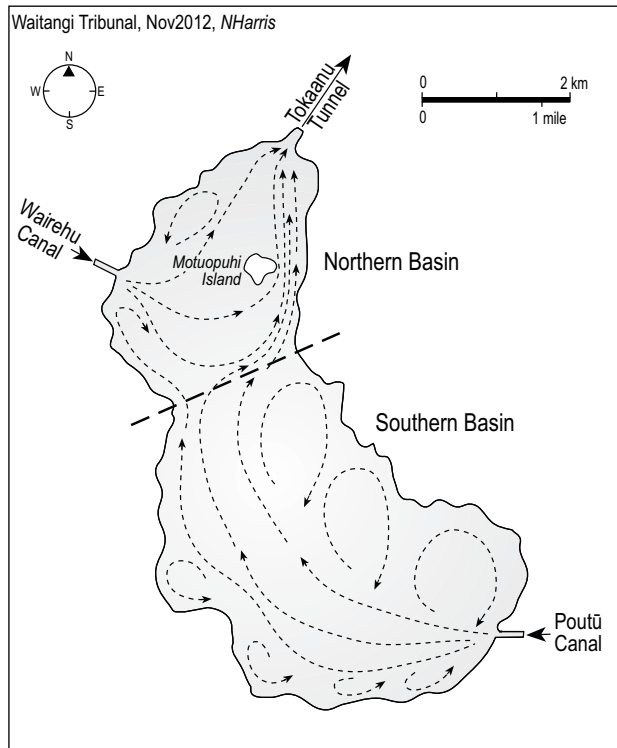 Waitangi Tribunal, Nov2012, NHarris
N
W E
S
0 2 km
0 1 mile
Tokaanu
Tunnel
Wairehu
Canal
Motuopuhi
Island
Northern Basin
Southern Basin
Poutū
Canal